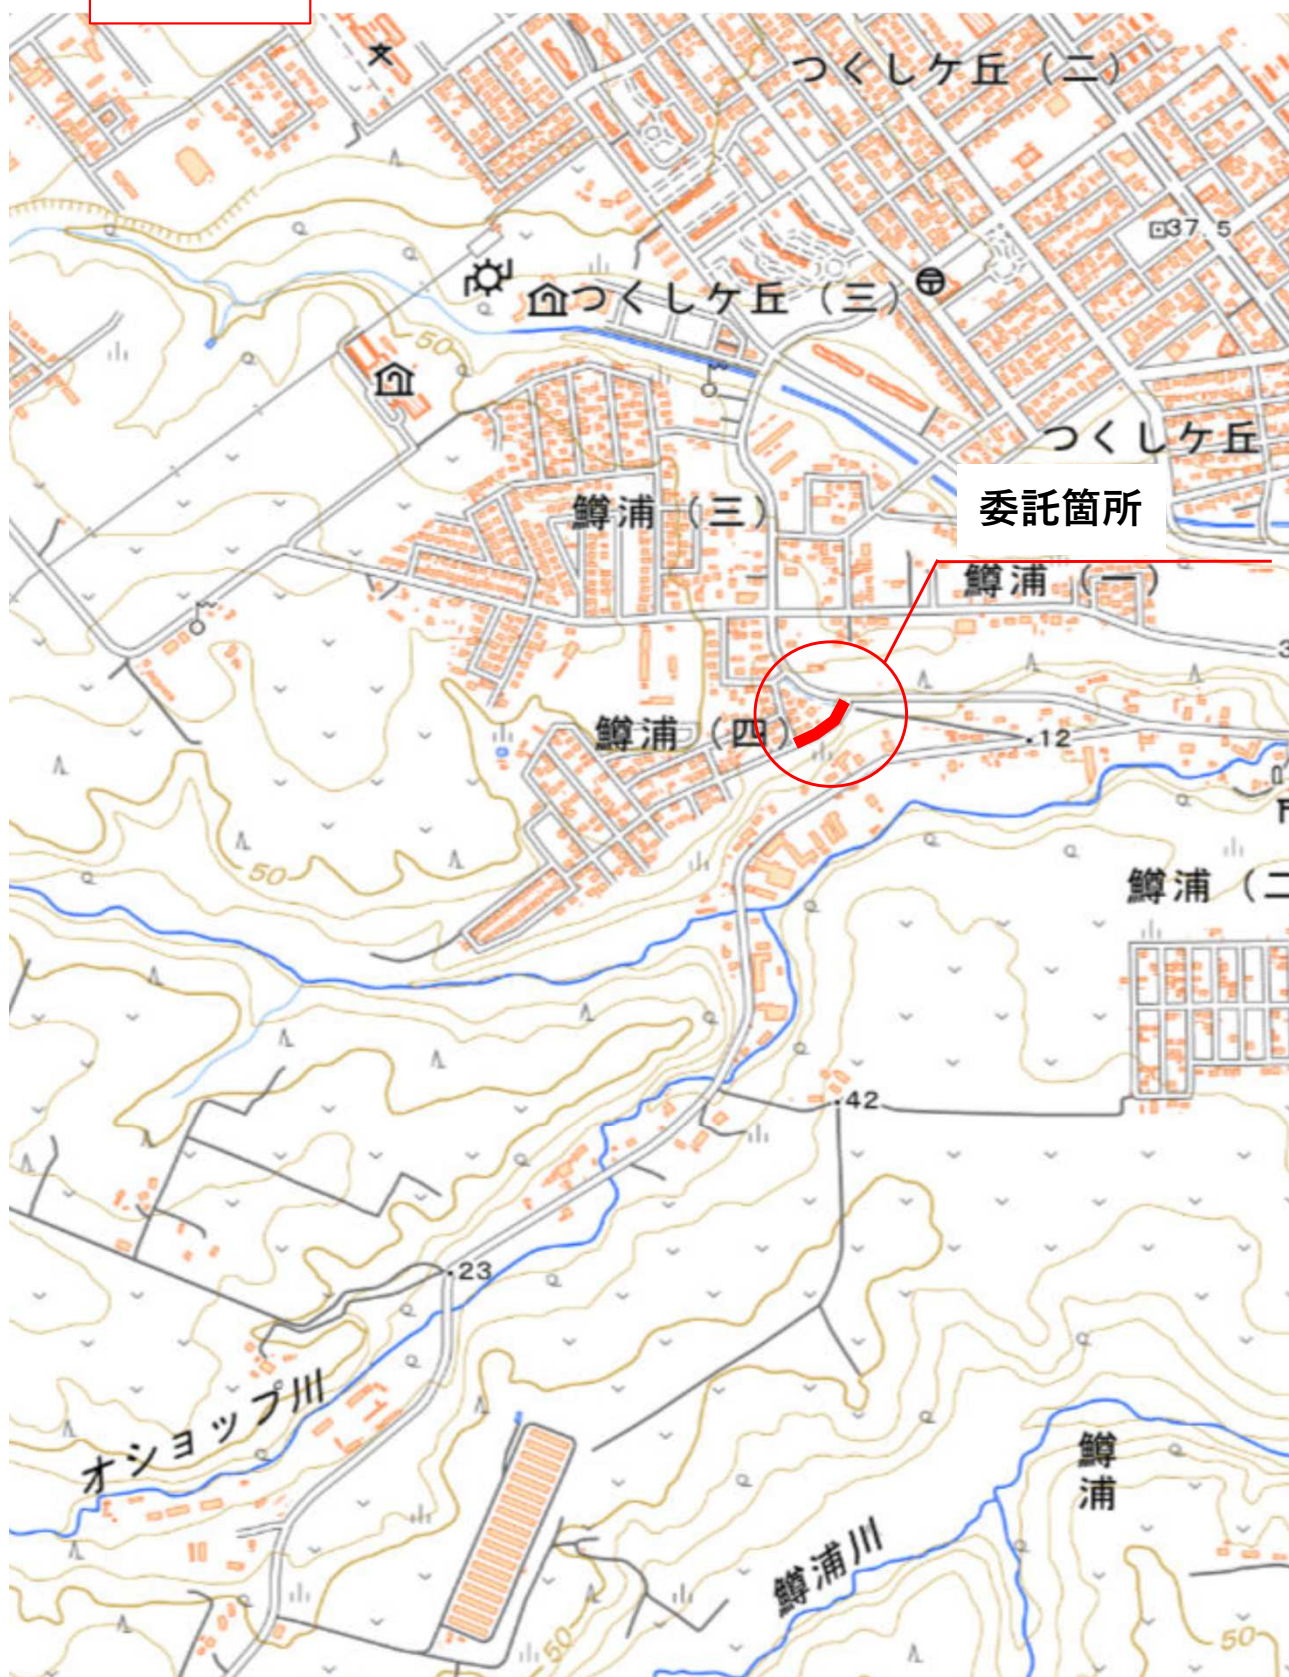 つくしケ丘（二）
37.5
つくしケ丘（三）
50
つくしケ丘
委託箇所
鱒浦（三）
鱒浦（一）
3
鱒浦（四）
12
50
鱒浦（二
42
23
オショップ川
鱒浦
鱒浦川
50
50